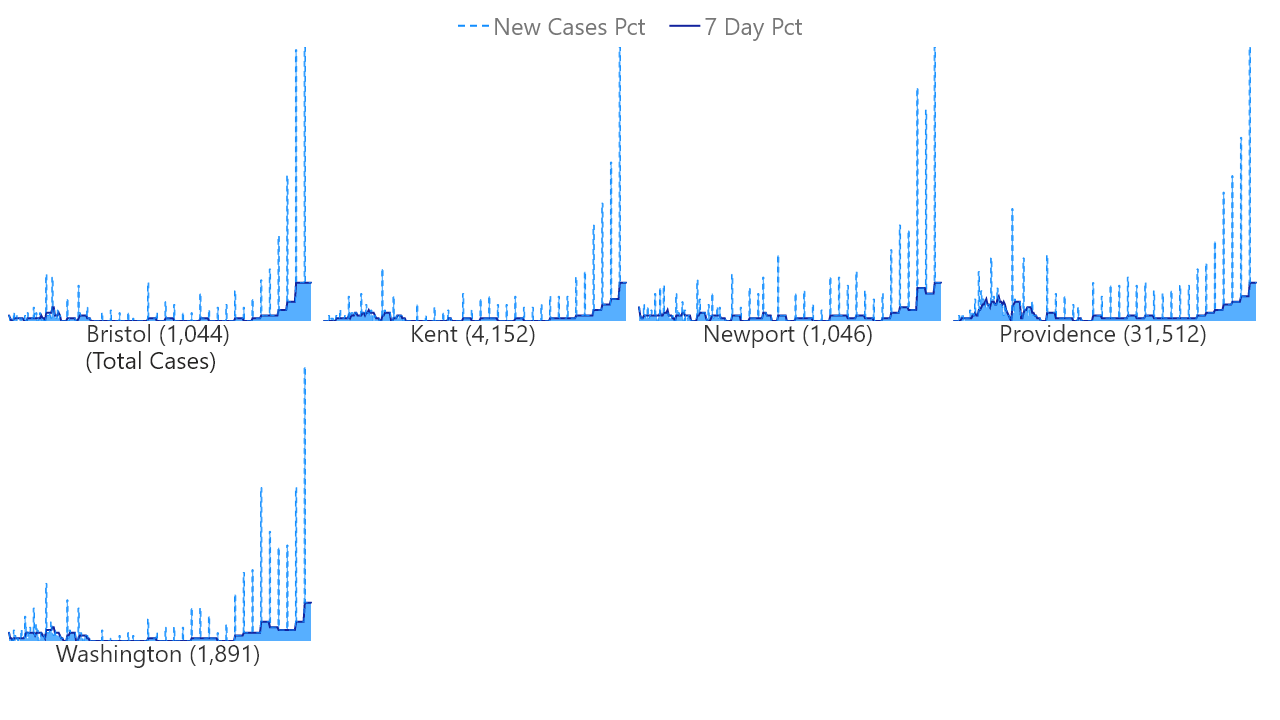 New Cases Pct 7 Day Pct
Bristol (1,044)
(Total Cases)
Kent (4,152)
Newport (1,046)
Providence (31,512)
Washington (1,891)